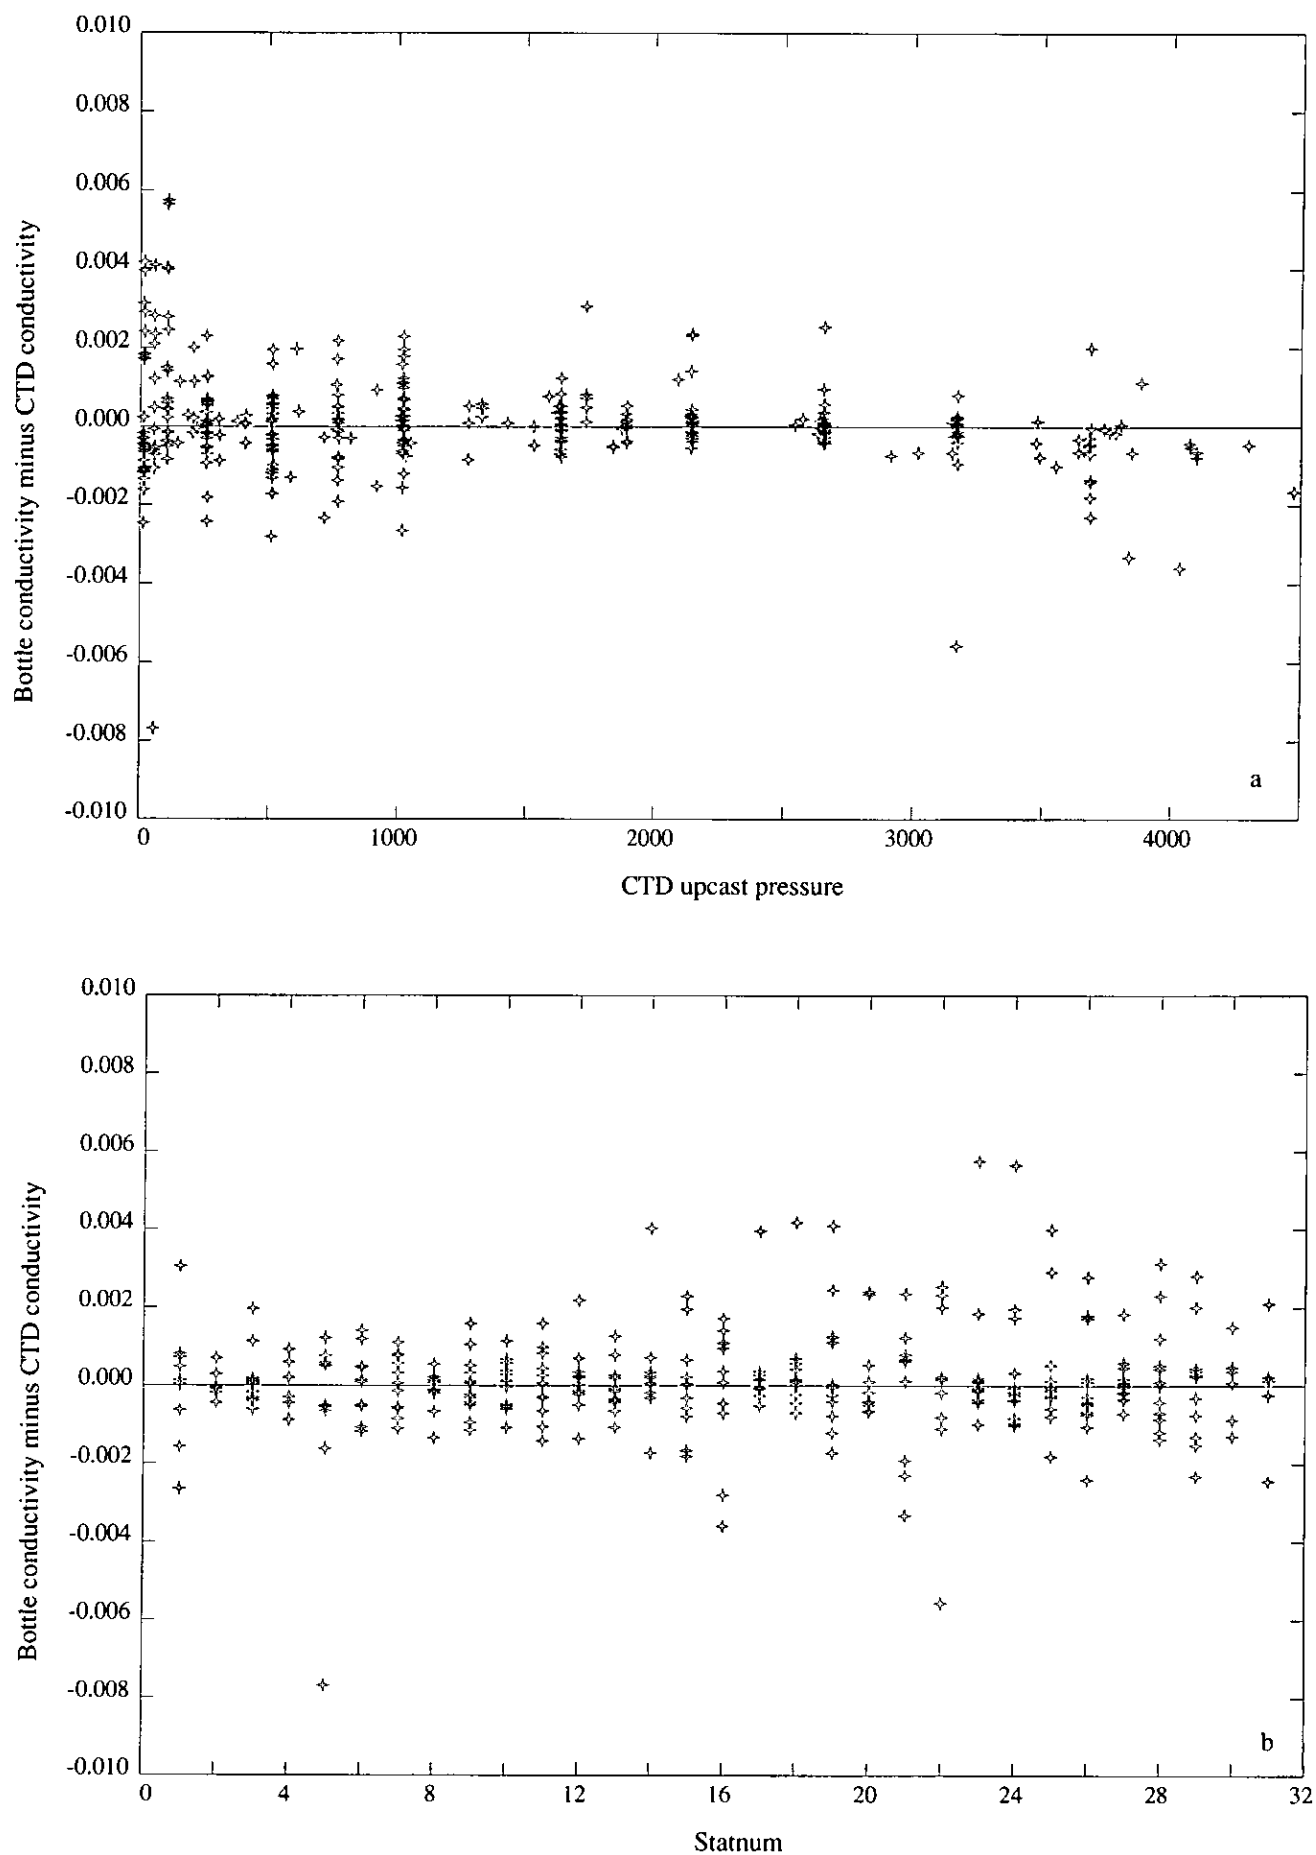 0.010
0.008
0.006
0.004
0.002
0.000
-0.002
-0.004
-0.006
-0.008
-0.010
Bottle conductivity minus CTD conductivity
a
0 1000 2000 3000 4000
CTD upcast pressure
0.010
0.008
0.006
0.004
0.002
0.000
-0.002
-0.004
-0.006
-0.008
-0.010
Bottle conductivity minus CTD conductivity
b
0 4 8 12 16 20 24 28 32
Statnum